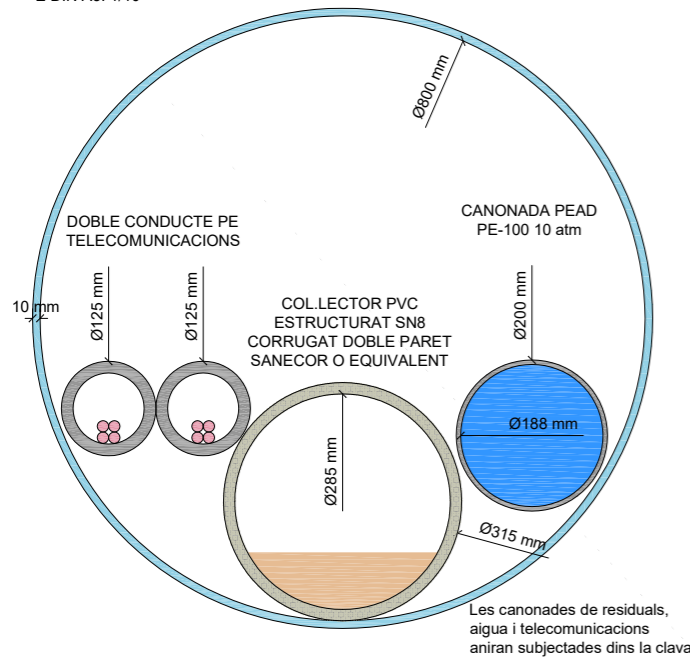 Ø800 mm
DOBLE CONDUCTE PE
TELECOMUNICACIONS
CANONADA PEAD
PE-100 10 atm
10 mm
Ø125 mm
Ø125 mm
COL.LECTOR PVC
ESTRUCTURAT SN8
CORRUGAT DOBLE PARET
SANECOR O EQUIVALENT
Ø200 mm
Ø188 mm
Ø285 mm
Ø315 mm
Les canonades de residuals,
aigua i telecomunicacions
aniran subjectades dins la clava